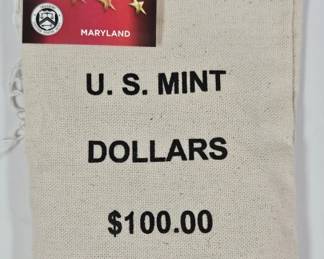 MARYLAND
U. S. MINT
DOLLARS
$100.00